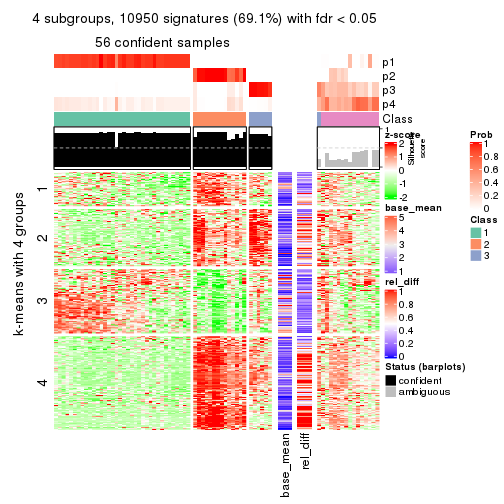 4 subgroups, 10950 signatures (69.1%) with fdr < 0.05
56 confident samples
p1
p2
p3
p4
Class
1
Silhouette
score
k-means with 4 groups
1
2
3
4
base_mean
rel_diff
z-score
2
1
0
-1
-2
base_mean
5
4
3
2
1
rel_diff
1
0.8
0.6
0.4
0.2
0
Status (barplots)
confident
ambiguous
Prob
1
0.8
0.6
0.4
0.2
0
Class
1
2
3